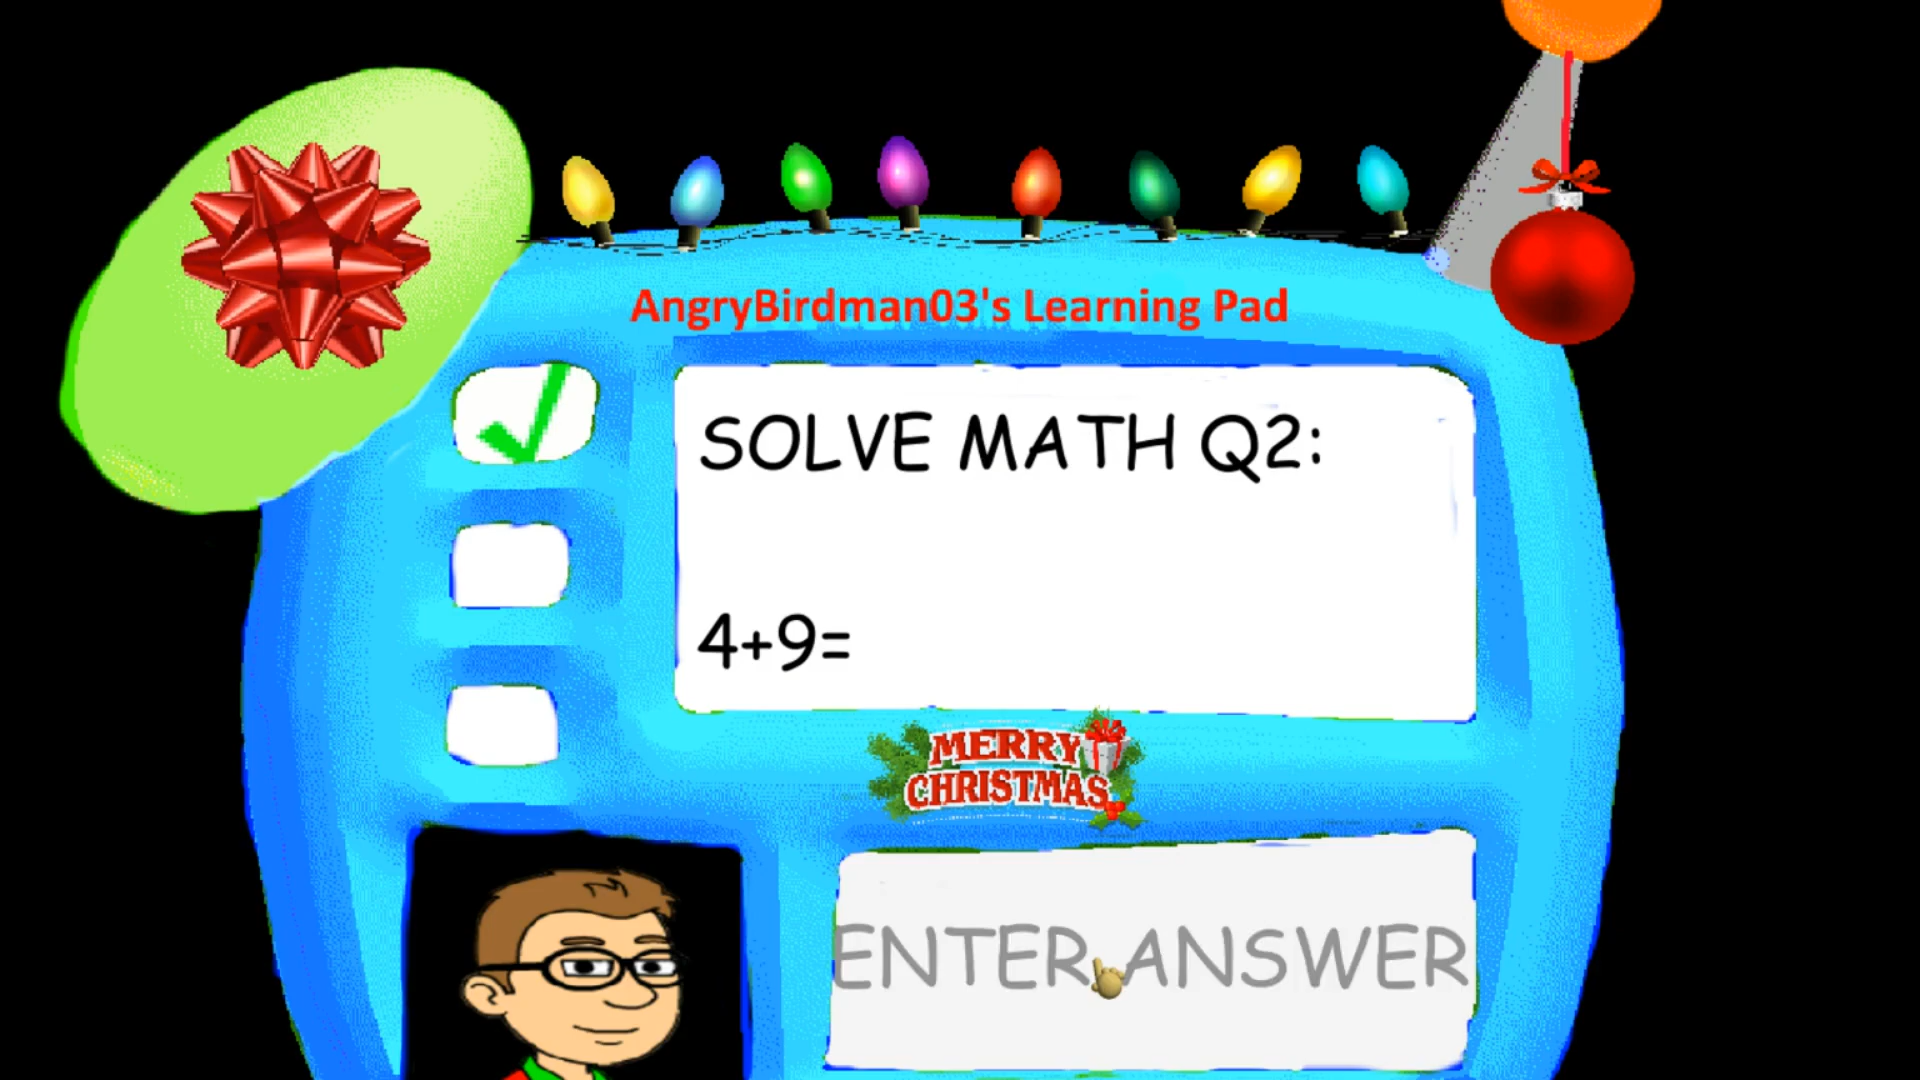 AngryBirdman03's Learning Pad
SOLVE MATH Q2:
4+9=
MERRY
CHRISTMAS
ENTER ANSWER